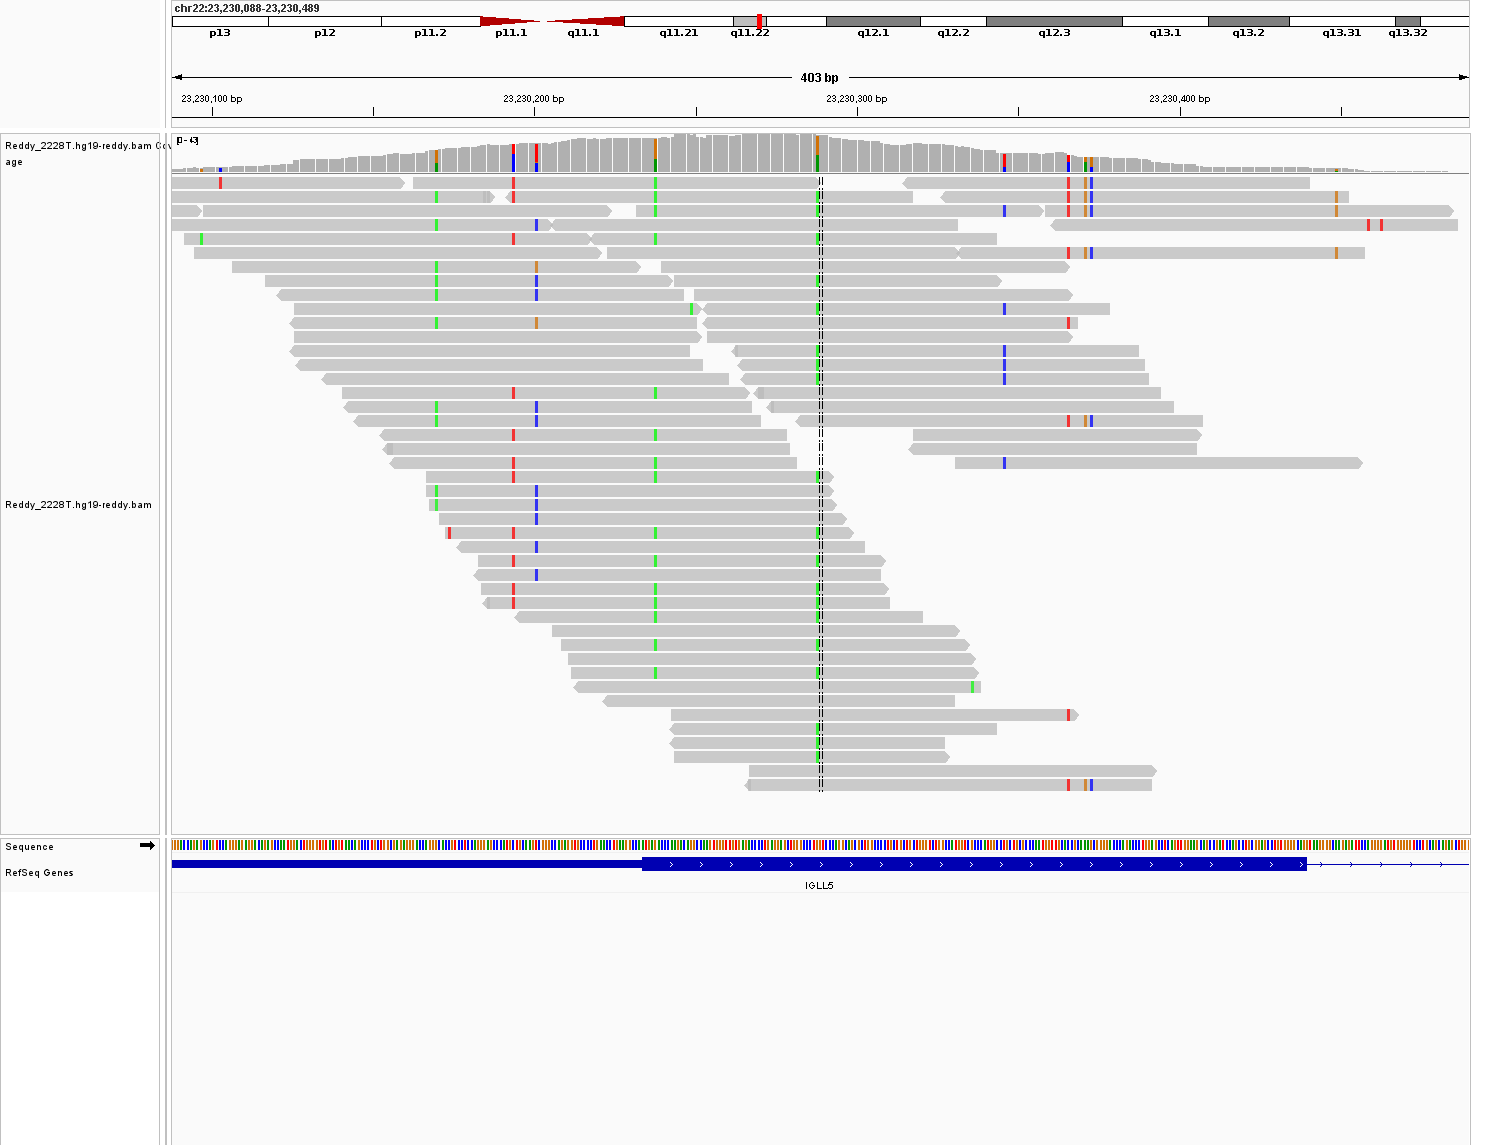 chr22:23,230,088-23,230,489
p13 p12 p11.2 p11.1 q11.1 q11.21 q11.22 q12.1 q12.2 q12.3 q13.1 q13.2 q13.31 q13.32
403 bp
23,230,100 bp 23,230,200 bp 23,230,300 bp 23,230,400 bp
Reddy_2228T.hg19-reddy.bam Cov
age
Reddy_2228T.hg19-reddy.bam
Sequence
RefSeq Genes
IGLL5